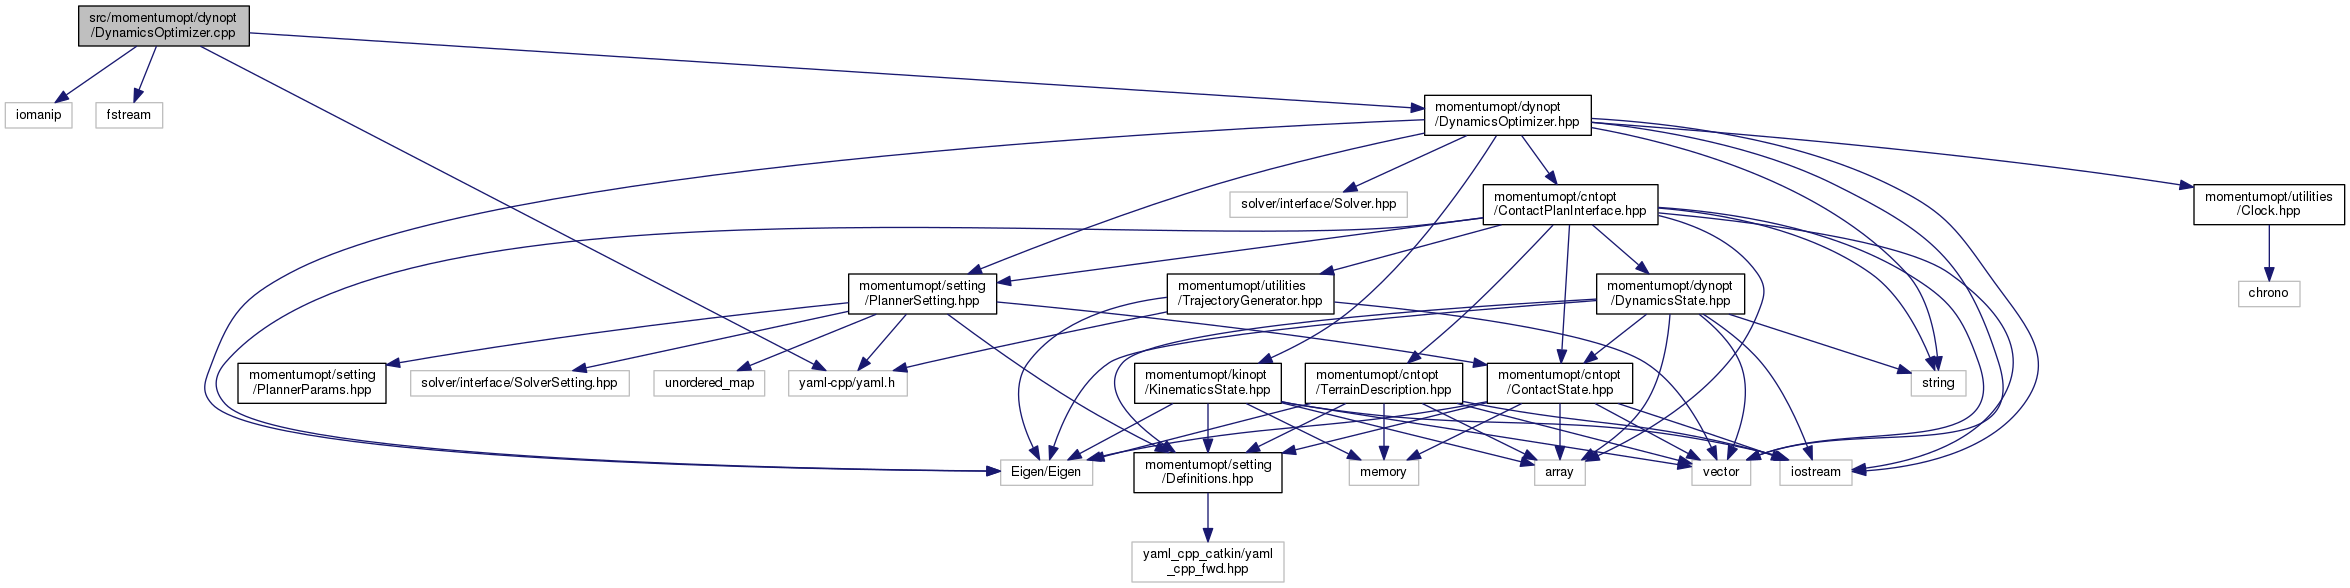 src/momentumopt/dynopt
/DynamicsOptimizer.cpp
iomanip
fstream
momentumopt/dynopt
/DynamicsOptimizer.hpp
solver/interface/Solver.hpp
momentumopt/cntopt
/ContactPlanInterface.hpp
momentumopt/utilities
/Clock.hpp
momentumopt/setting
/PlannerSetting.hpp
momentumopt/utilities
/TrajectoryGenerator.hpp
momentumopt/dynopt
/DynamicsState.hpp
chrono
momentumopt/setting
/PlannerParams.hpp
solver/interface/SolverSetting.hpp
unordered_map
yaml-cpp/yaml.h
momentumopt/kinopt
/KinematicsState.hpp
momentumopt/cntopt
/TerrainDescription.hpp
momentumopt/cntopt
/ContactState.hpp
string
Eigen/Eigen
momentumopt/setting
/Definitions.hpp
memory
array
vector
iostream
yaml_cpp_catkin/yaml
_cpp_fwd.hpp